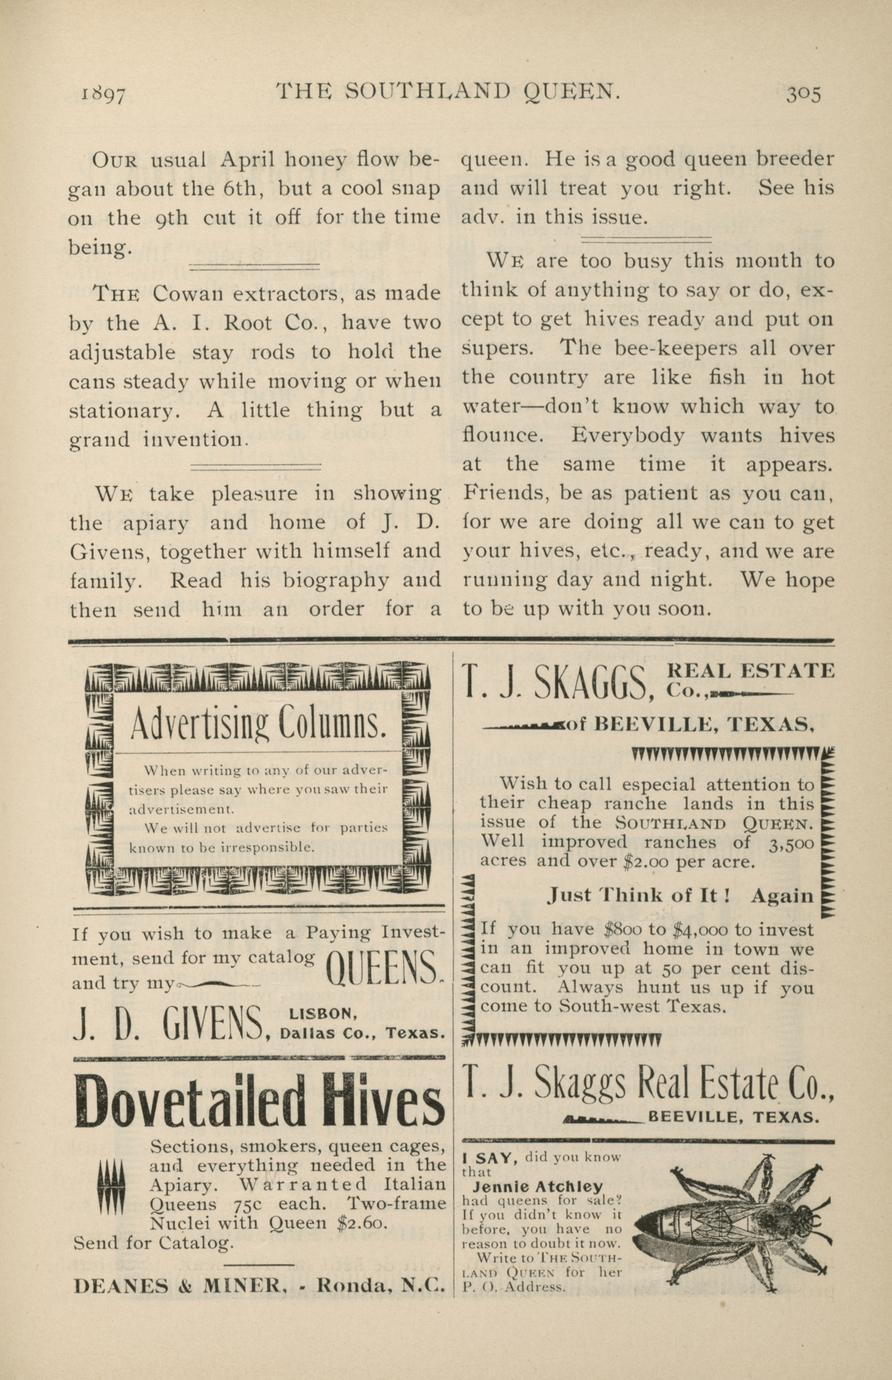 1897 THE SOUTHLAND QUEEN. 305
OUR usual April honey flow be-
gan about the 6th, but a cool snap
on the 9th cut it off for the time
being.
THE Cowan extractors, as made
by the A. I. Root Co., have two
adjustable stay rods to hold the
cans steady while moving or when
stationary. A little thing but a
grand invention.
WE take pleasure in showing
the apiary and home of J. D.
Givens, together with himself and
family. Read his biography and
then send him an order for a
queen. He is a good queen breeder
and will treat you right. See his
adv. in this issue.
WE are too busy this month to
think of anything to say or do, ex-
cept to get hives ready and put on
supers. The bee-keepers all over
the country are like fish in hot
water—don't know which way to
flounce. Everybody wants hives
at the same time it appears.
Friends, be as patient as you can,
for we are doing all we can to get
your hives, etc., ready, and we are
running day and night. We hope
to be up with you soon.
Advertising Columns.
When writing to any of our adver-
tisers please say where you saw their
advertisement.
We will not advertise for parties
known to be irresponsible.
If you wish to make a Paying Invest-
ment, send for my catalog
and try my QUEENS.
J. D. GIVENS, LISBON,
Dallas Co., Texas.
Dovetailed Hives
Sections, smokers, queen cages,
and everything needed in the
Apiary. Warranted Italian
Queens 75c each. Two-frame
Nuclei with Queen $2.60.
Send for Catalog.
DEANES & MINER, - Ronda, N.C.
T. J. SKAGGS, REAL ESTATE
Co.,
of BEEVILLE, TEXAS,
Wish to call especial attention to
their cheap ranche lands in this
issue of the SOUTHLAND QUEEN.
Well improved ranches of 3,500
acres and over $2.00 per acre.
Just Think of It! Again
If you have $800 to $4,000 to invest
in an improved home in town we
can fit you up at 50 per cent dis-
count. Always hunt us up if you
come to South-west Texas.
T. J. Skaggs Real Estate Co.,
BEEVILLE, TEXAS.
I SAY, did you know
that
Jennie Atchley
had queens for sale?
If you didn't know it
before, you have no
reason to doubt it now.
Write to THE SOUTH-
LAND QUEEN for her
P. O. Address.